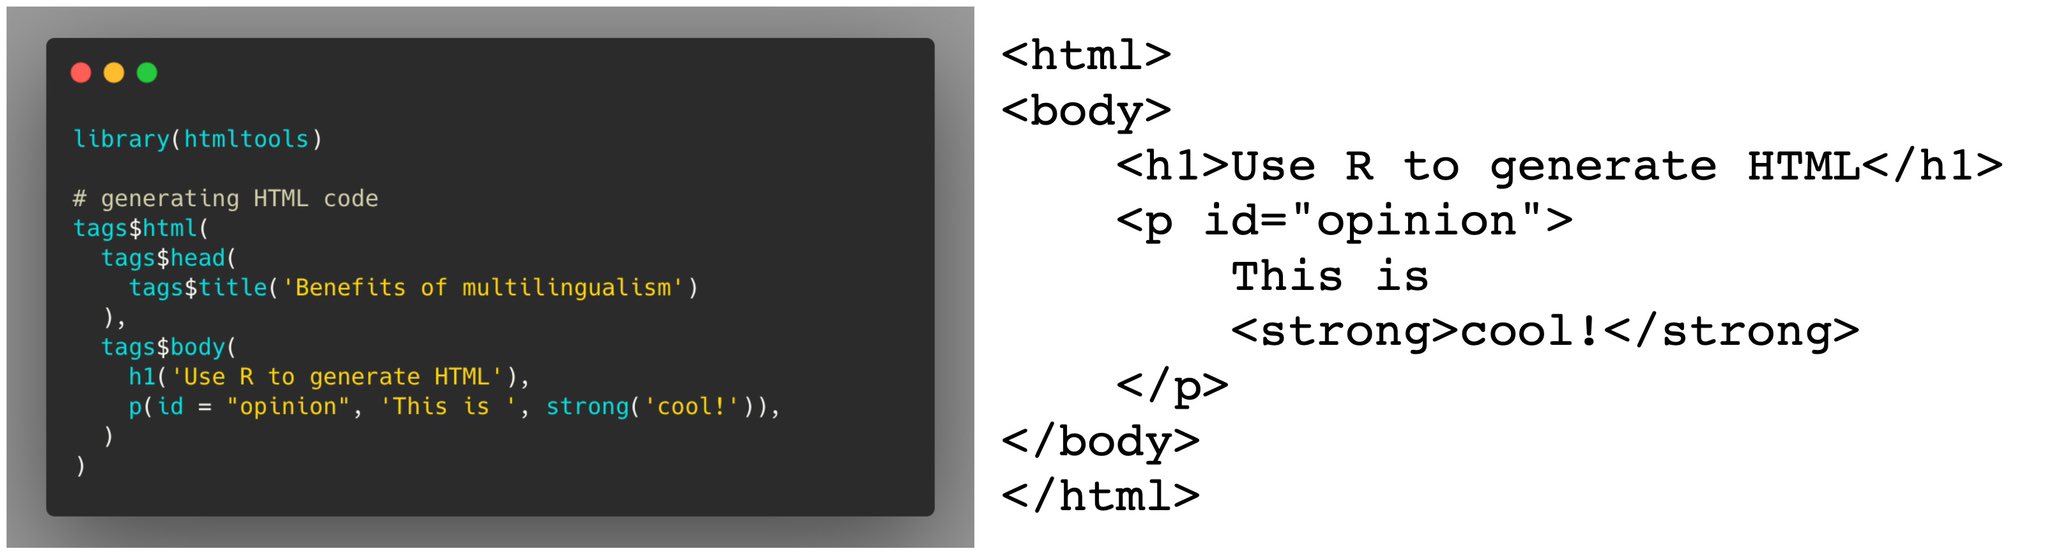 library(htmltools)

# generating HTML code
tags$html(
  tags$head(
    tags$title('Benefits of multilingualism')
  ),
  tags$body(
    h1('Use R to generate HTML'),
    p(id = "opinion", 'This is ', strong('cool!')),
  )
)
<html>
<body>
    <h1>Use R to generate HTML</h1>
    <p id="opinion">
        This is
        <strong>cool!</strong>
    </p>
</body>
</html>